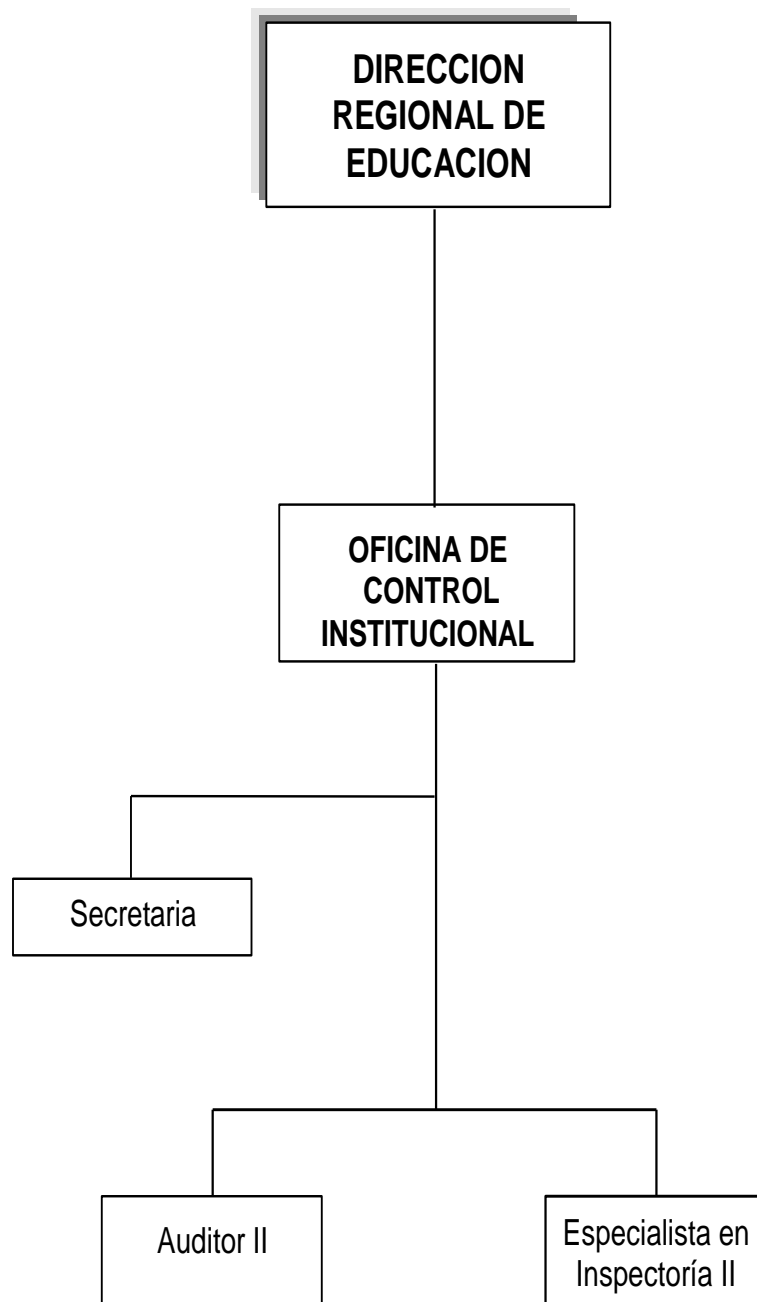 DIRECCION
REGIONAL DE
EDUCACION
OFICINA DE
CONTROL
INSTITUCIONAL
Secretaria
Auditor II
Especialista en
Inspectoría II